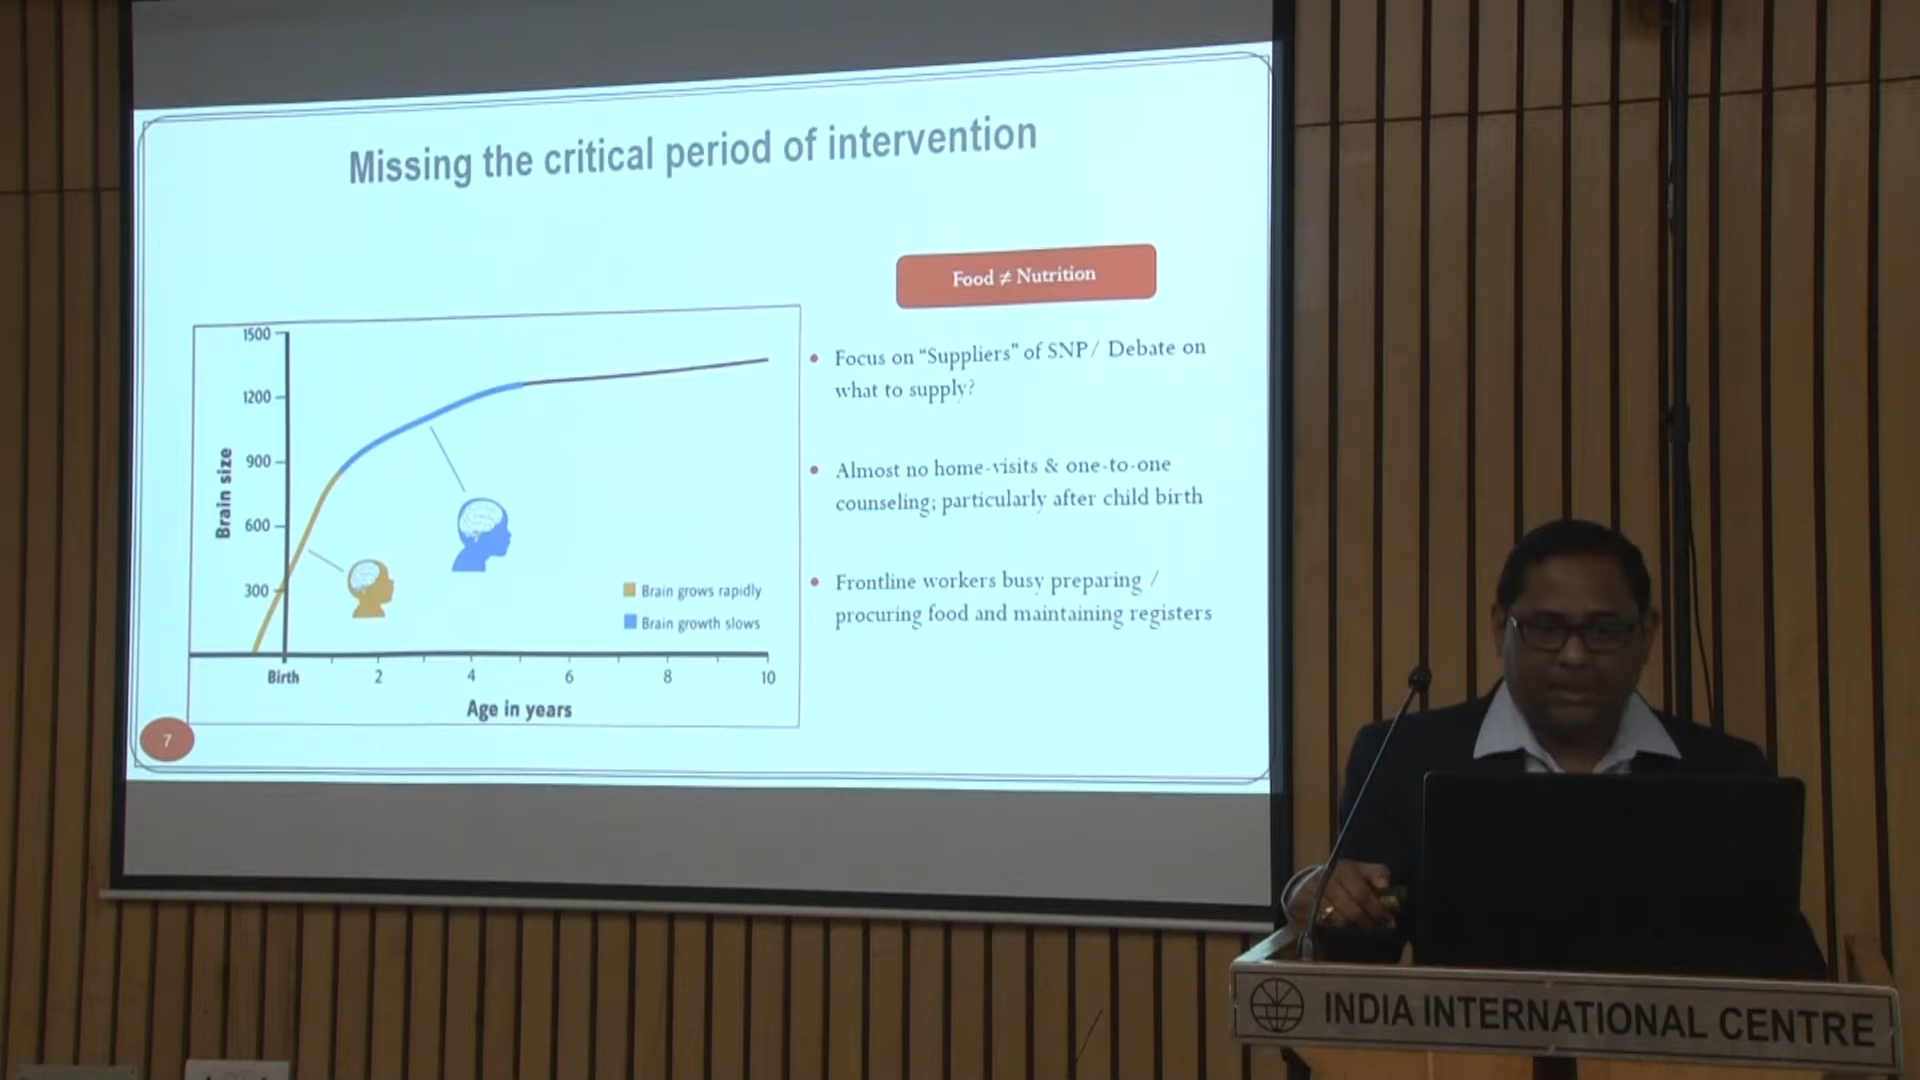 Missing the critical period of intervention
Food ≠ Nutrition
1500
1200
900
600
300
Brain size
Birth
2
4
6
8
10
Age in years
Brain grows rapidly
Brain growth slows
• Focus on “Suppliers” of SNP/ Debate on
what to supply?
• Almost no home-visits & one-to-one
counseling; particularly after child birth
• Frontline workers busy preparing /
procuring food and maintaining registers
7
INDIA INTERNATIONAL CENTRE